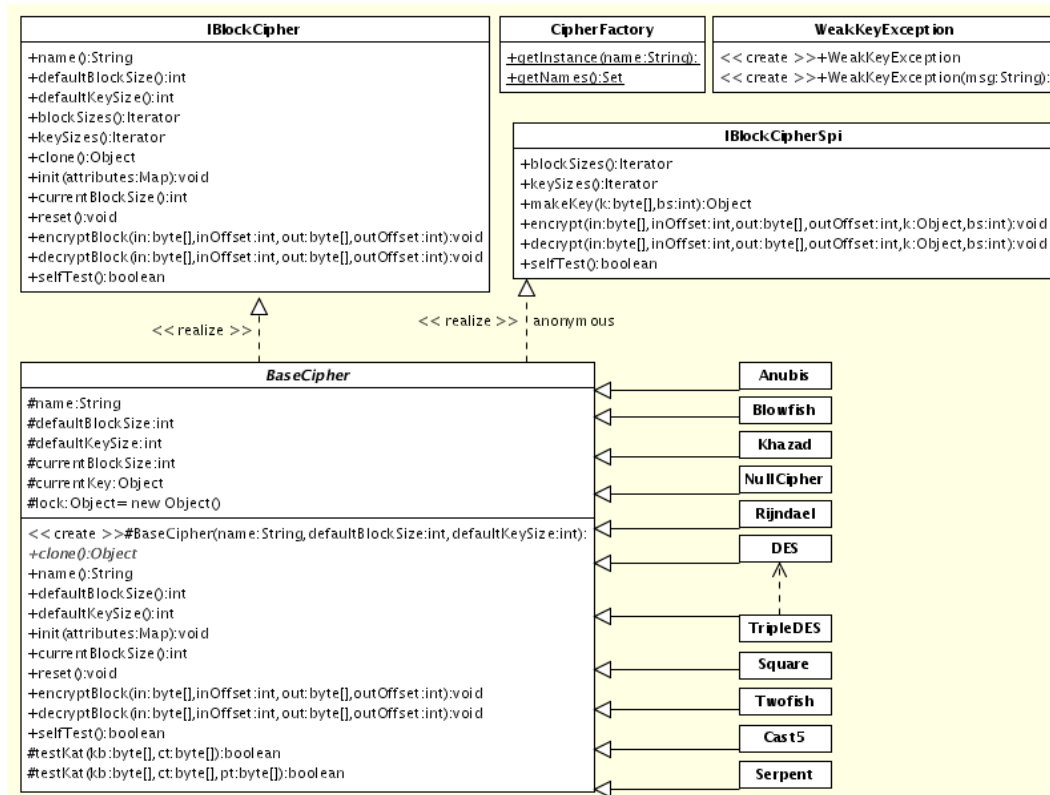 IBlockCipher
+name():String
+defaultBlockSize():int
+defaultKeySize():int
+blockSizes():Iterator
+keySizes():Iterator
+clone():Object
+init(attributes:Map):void
+currentBlockSize():int
+reset():void
+encryptBlock(in:byte[],inOffset:int,out:byte[],outOffset:int):void
+decryptBlock(in:byte[],inOffset:int,out:byte[],outOffset:int):void
+selfTest():boolean
CipherFactory
+getInstance(name:String):
+getNames():Set
WeakKeyException
<< create >>+WeakKeyException
<< create >>+WeakKeyException(msg:String):
IBlockCipherSpi
+blockSizes():Iterator
+keySizes():Iterator
+makeKey(k:byte[],bs:int):Object
+encrypt(in:byte[],inOffset:int,out:byte[],outOffset:int,k:Object,bs:int):void
+decrypt(in:byte[],inOffset:int,out:byte[],outOffset:int,k:Object,bs:int):void
+selfTest():boolean
<< realize >>
<< realize >> anonymous
BaseCipher
#name:String
#defaultBlockSize:int
#defaultKeySize:int
#currentBlockSize:int
#currentKey:Object
#lock:Object= new Object()
<< create >>#BaseCipher(name:String,defaultBlockSize:int,defaultKeySize:int):
+clone():Object
+name():String
+defaultBlockSize():int
+defaultKeySize():int
+init(attributes:Map):void
+currentBlockSize():int
+reset():void
+encryptBlock(in:byte[],inOffset:int,out:byte[],outOffset:int):void
+decryptBlock(in:byte[],inOffset:int,out:byte[],outOffset:int):void
+selfTest():boolean
#testKat(kb:byte[],ct:byte[]):boolean
#testKat(kb:byte[],ct:byte[],pt:byte[]):boolean
Anubis
Blowfish
Khazad
NullCipher
Rijndael
DES
TripleDES
Square
Twofish
Cast5
Serpent